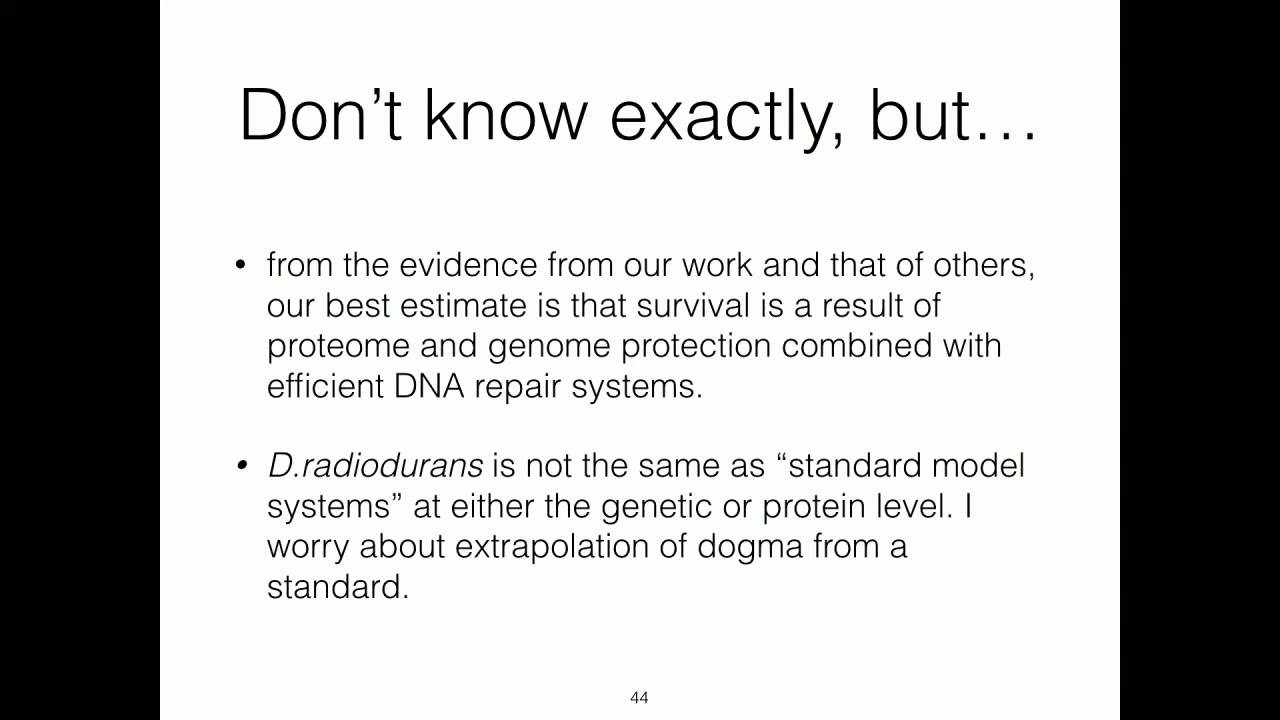 Don’t know exactly, but…
• from the evidence from our work and that of others,
our best estimate is that survival is a result of
proteome and genome protection combined with
efficient DNA repair systems.
• D.radiodurans is not the same as “standard model
systems” at either the genetic or protein level. I
worry about extrapolation of dogma from a
standard.
44